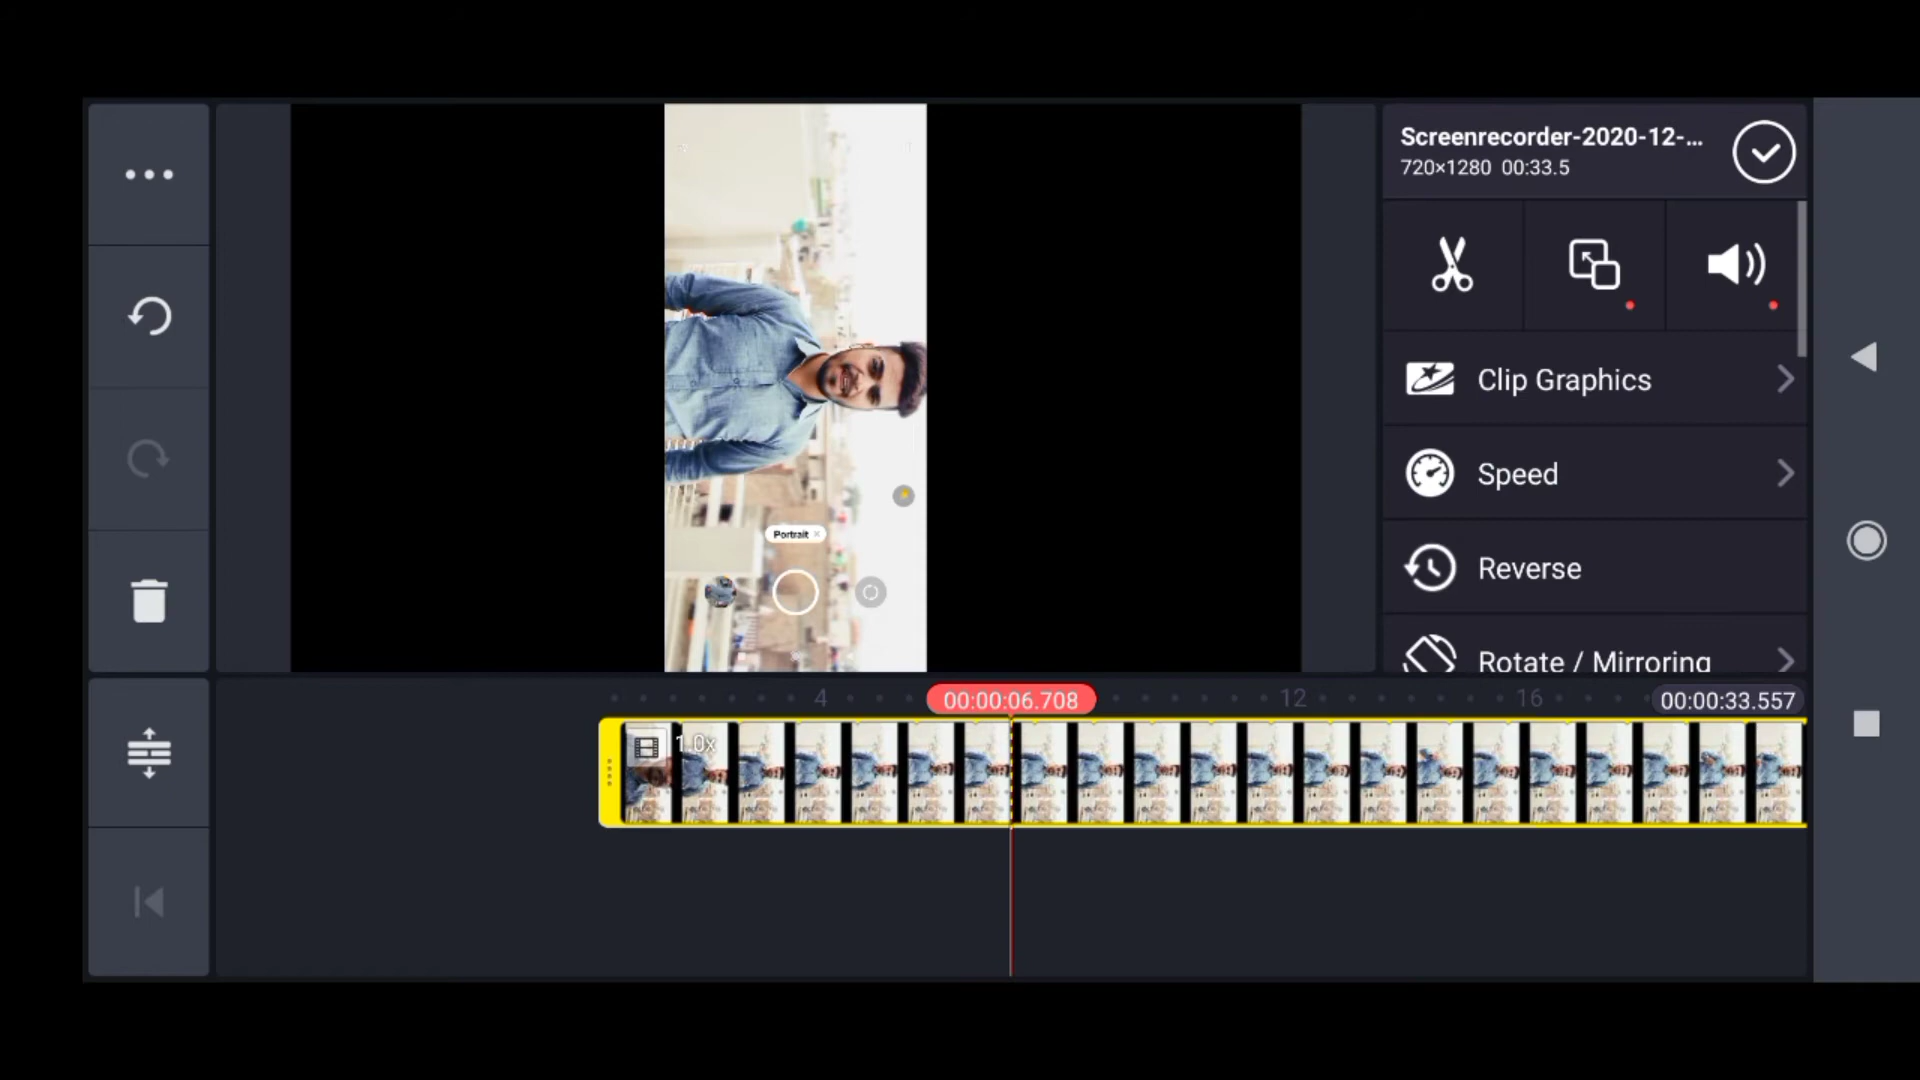 Screenrecorder-2020-12-...
720×1280 00:33.5
Clip Graphics
Speed
Reverse
Rotate / Mirroring
Portrait ×
4
00:00:06.708
12
16
00:00:33.557
1.0x